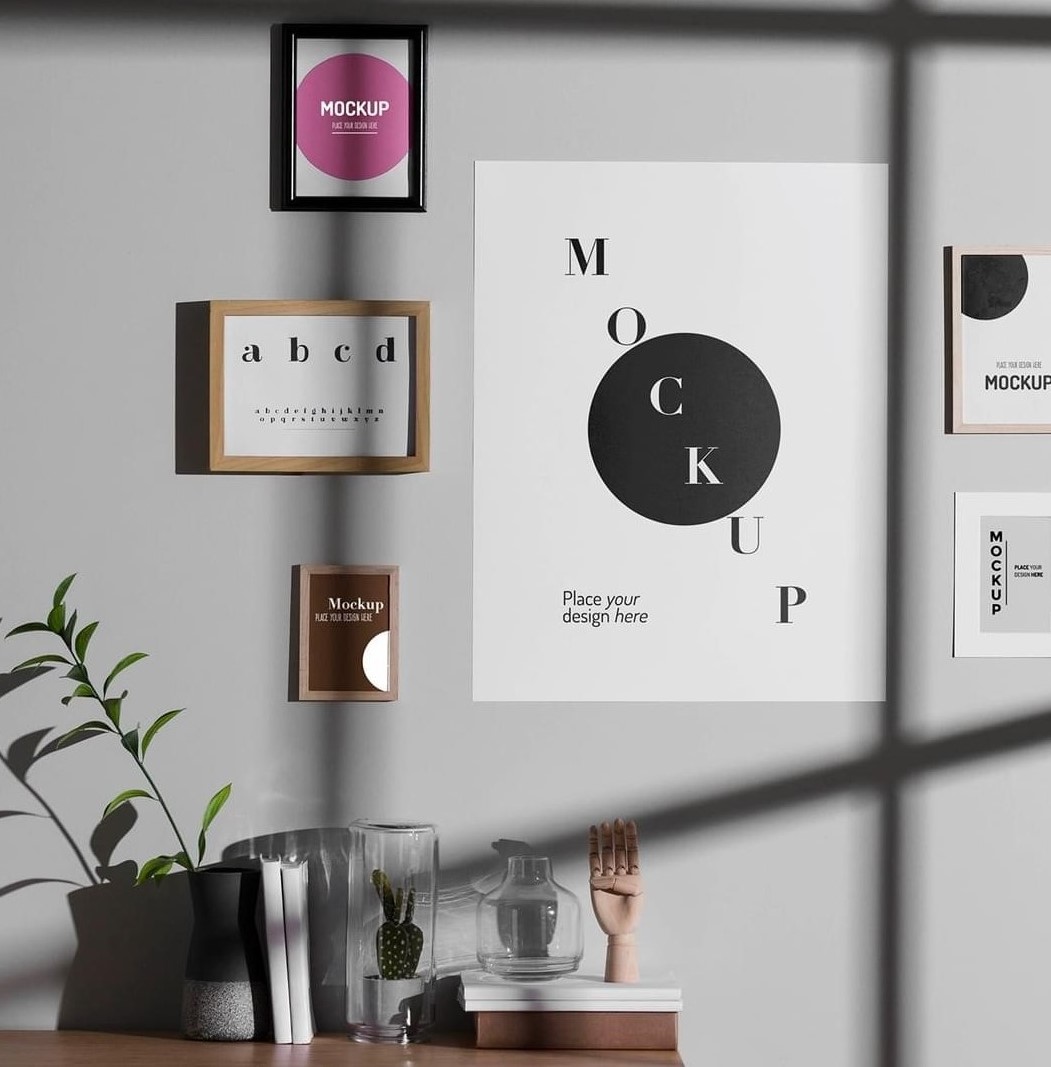 MOCKUP
PLACE YOUR DESIGN HERE
a b c d
a b c d e f g h i j k l m n
o p q r s t u v w x y z
Mockup
PLACE YOUR DESIGN HERE
M
O
C
K
U
P
Place your
design here
PLACE YOUR DESIGN HERE
MOCKUP
MOCKUP
PLACE YOUR
DESIGN HERE